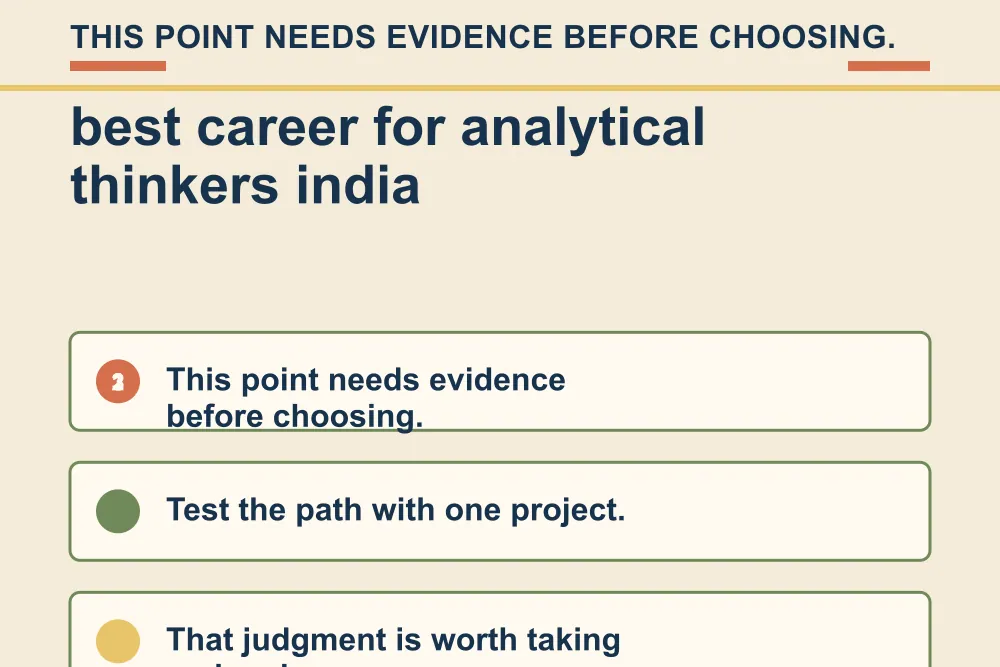 THIS POINT NEEDS EVIDENCE BEFORE CHOOSING.
best career for analytical
thinkers india
This point needs evidence
before choosing.
Test the path with one project.
That judgment is worth taking